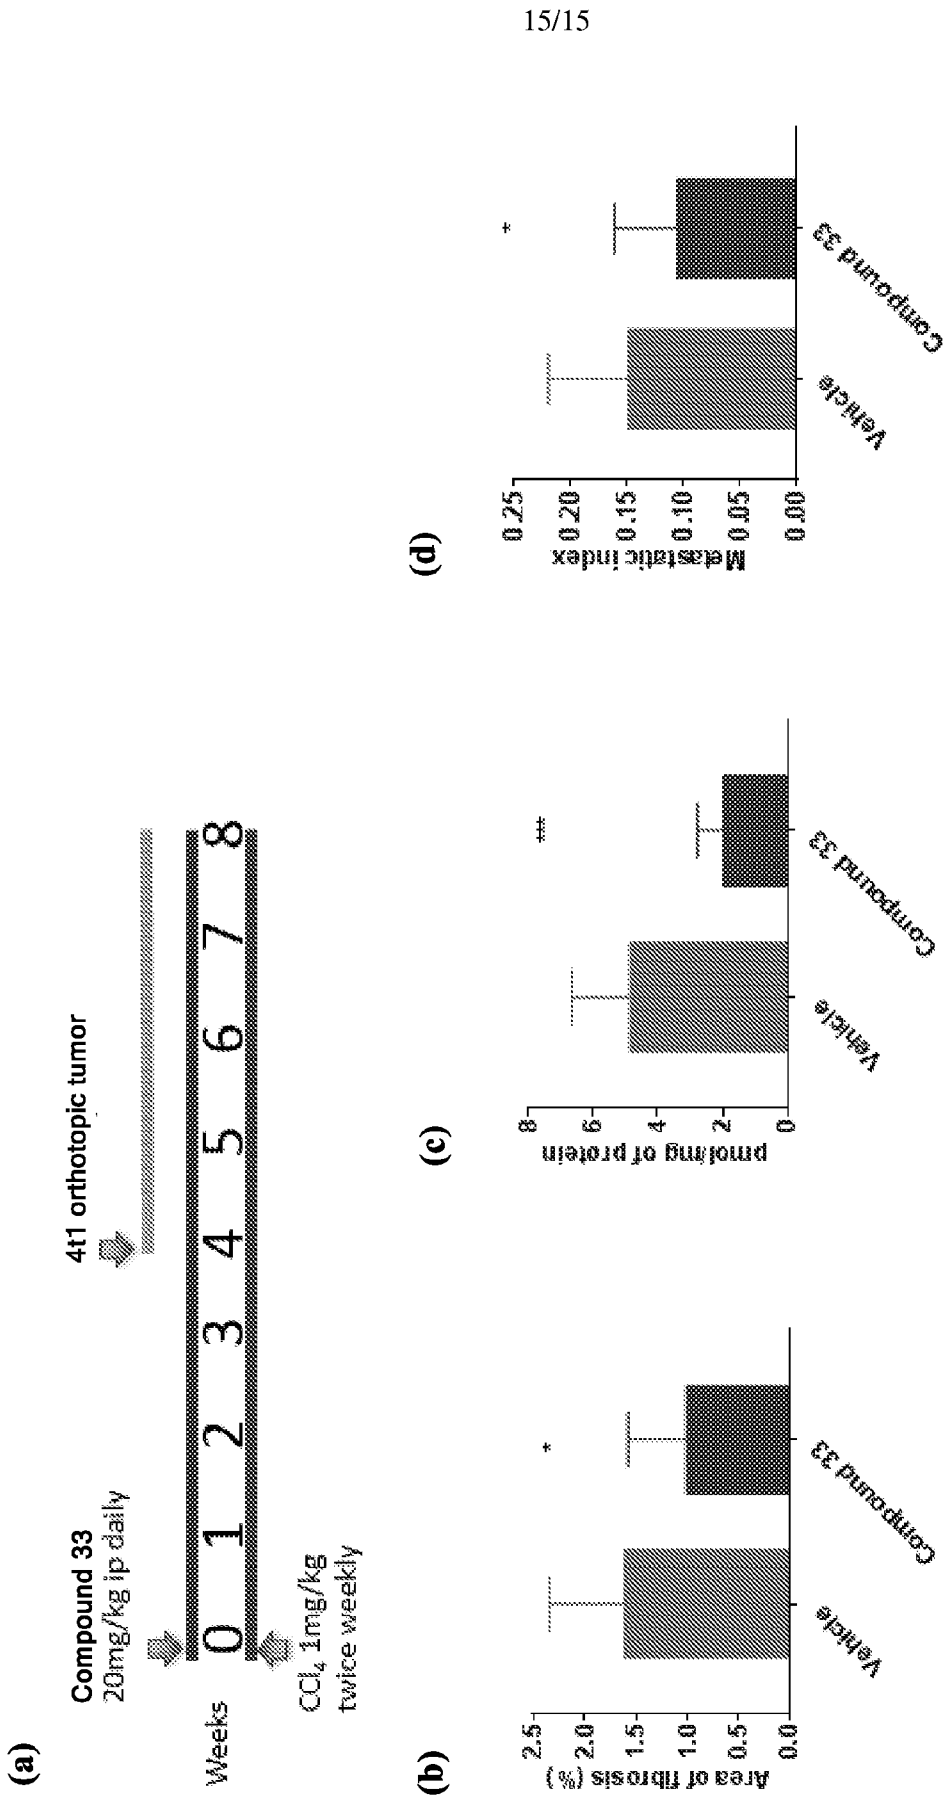 15/15
(a)
Compound 33
20mg/kg ip daily
4t1 orthotopic tumor
Weeks
0 1 2 3 4 5 6 7 8
CCl₄ 1mg/kg
twice weekly
(b)
Area of fibrosis (%)
2.5
2.0
1.5
1.0
0.5
0.0
*
Vehicle
Compound 33
(c)
pmol/mg of protein
8
6
4
2
0
***
Vehicle
Compound 33
(d)
Metastatic index
0.25
0.20
0.15
0.10
0.05
0.00
*
Vehicle
Compound 33